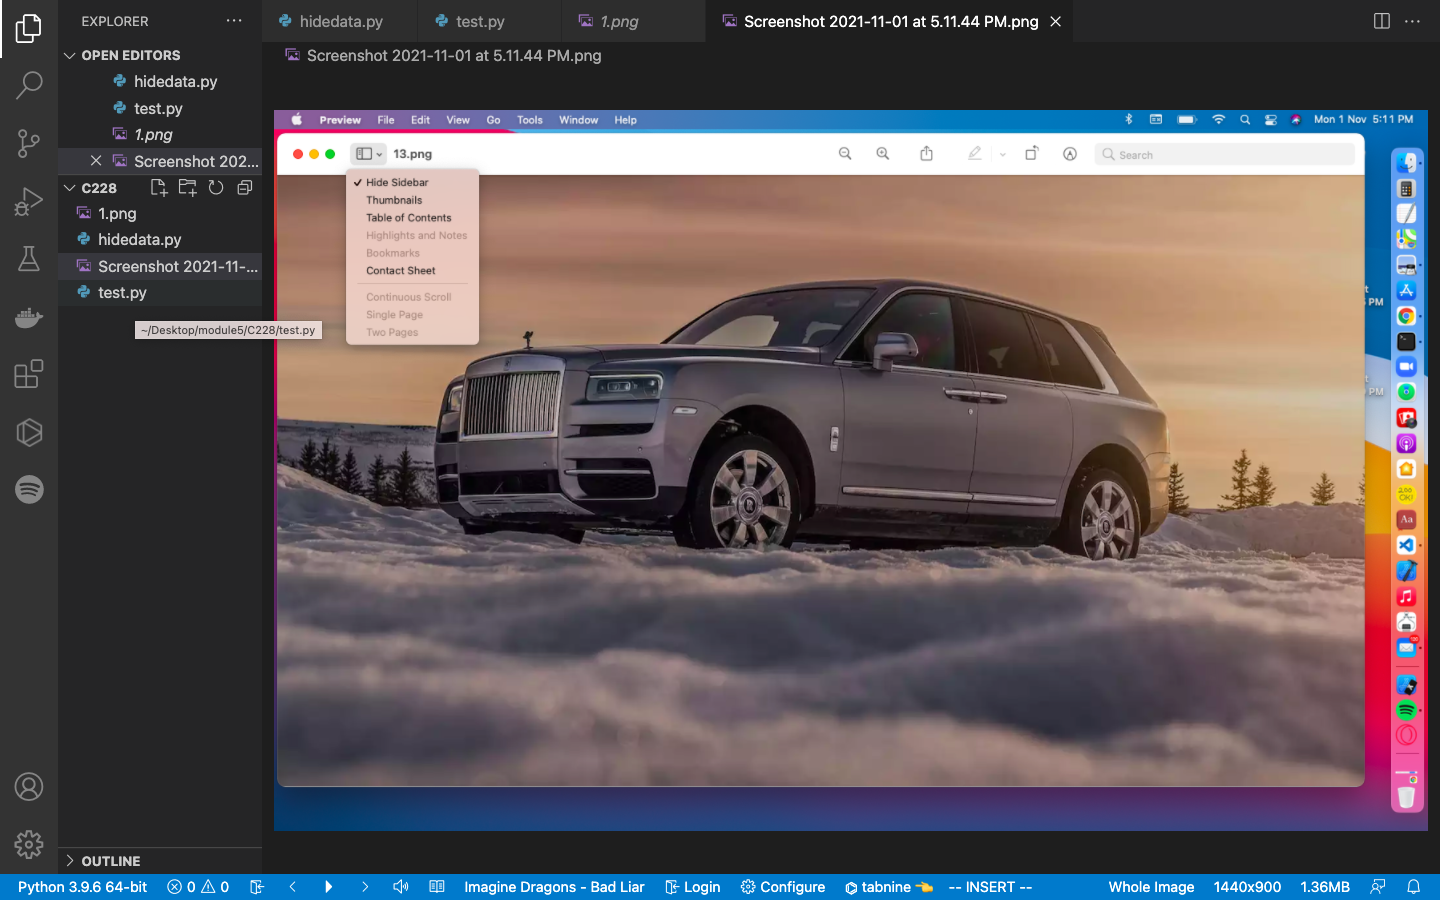 EXPLORER
OPEN EDITORS
hidedata.py
test.py
1.png
Screenshot 202...
C228
1.png
hidedata.py
Screenshot 2021-11-...
test.py
~/Desktop/module5/C228/test.py
OUTLINE
hidedata.py
test.py
1.png
Screenshot 2021-11-01 at 5.11.44 PM.png
Screenshot 2021-11-01 at 5.11.44 PM.png
Preview File Edit View Go Tools Window Help
Mon 1 Nov 5:11 PM
13.png
Search
Hide Sidebar
Thumbnails
Table of Contents
Highlights and Notes
Bookmarks
Contact Sheet
Continuous Scroll
Single Page
Two Pages
t
PM
t
PM
Aa
Python 3.9.6 64-bit 0 0 Imagine Dragons - Bad Liar Login Configure tabnine -- INSERT -- Whole Image 1440x900 1.36MB